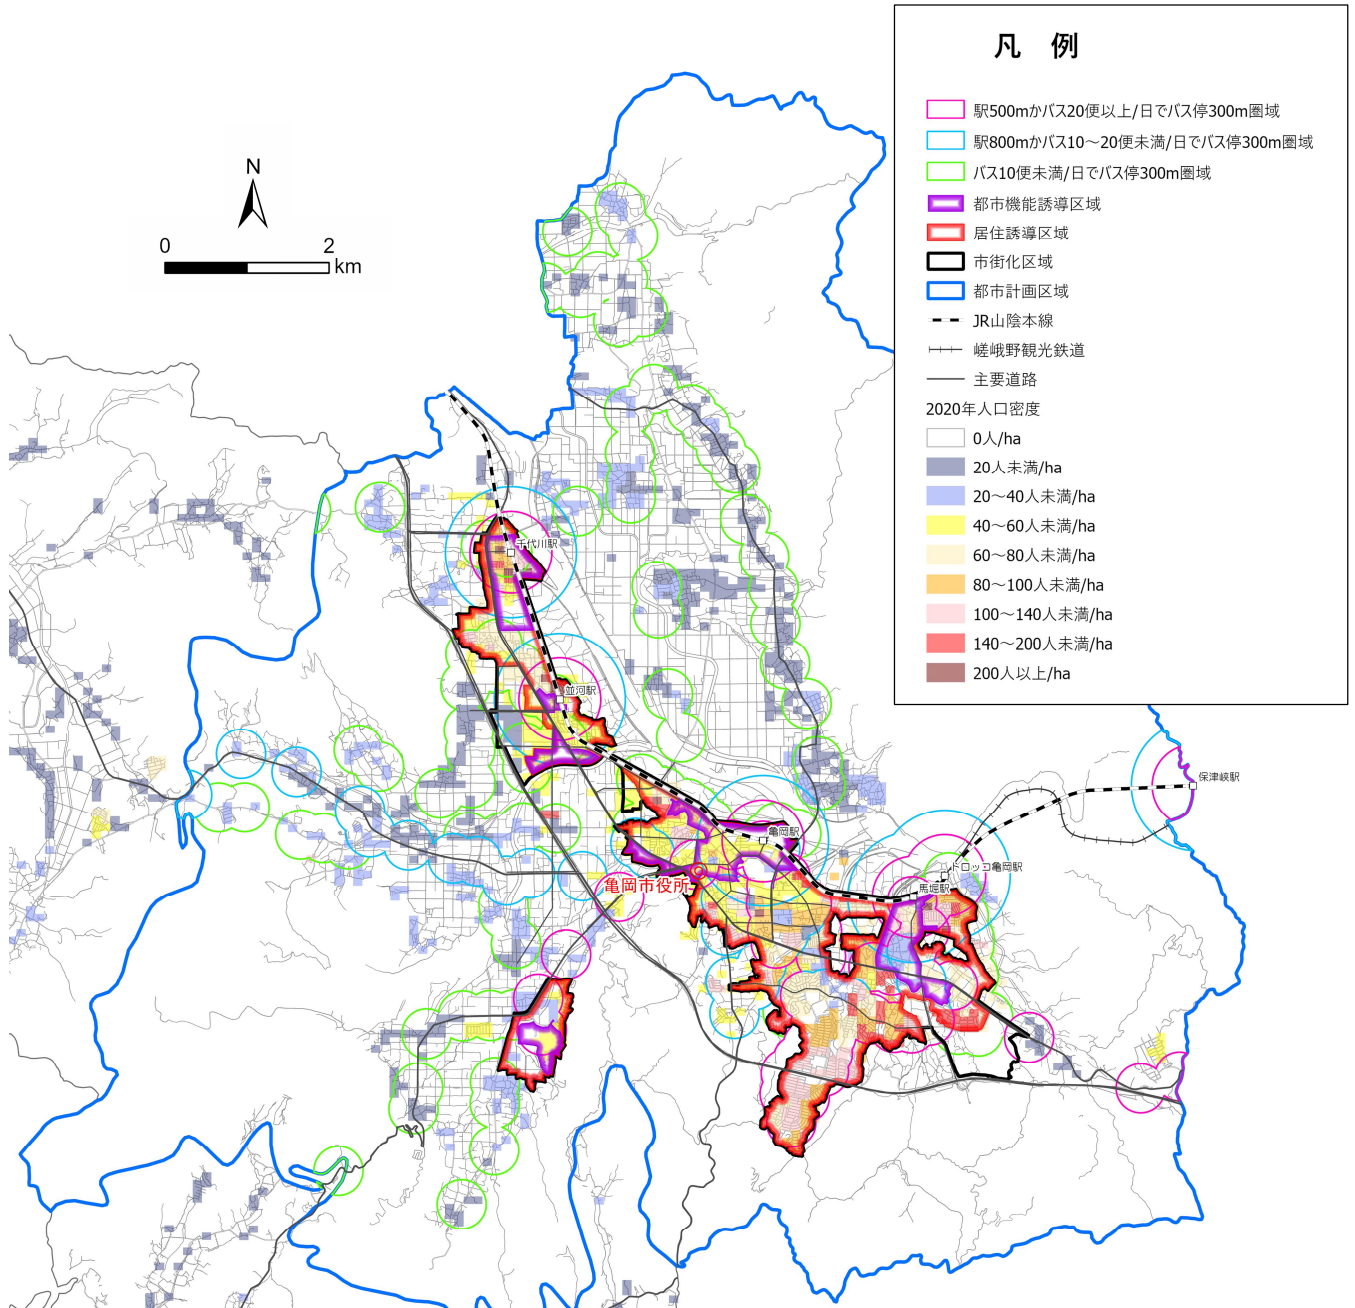 凡 例
駅500mかバス20便以上/日でバス停300m圏域
駅800mかバス10～20便未満/日でバス停300m圏域
バス10便未満/日でバス停300m圏域
都市機能誘導区域
居住誘導区域
市街化区域
都市計画区域
JR山陰本線
嵯峨野観光鉄道
主要道路
2020年人口密度
0人/ha
20人未満/ha
20～40人未満/ha
40～60人未満/ha
60～80人未満/ha
80～100人未満/ha
100～140人未満/ha
140～200人未満/ha
200人以上/ha
N
0 2
km
千代川駅
並河駅
保津峡駅
亀岡駅
トロッコ亀岡駅
亀岡市役所
馬堀駅